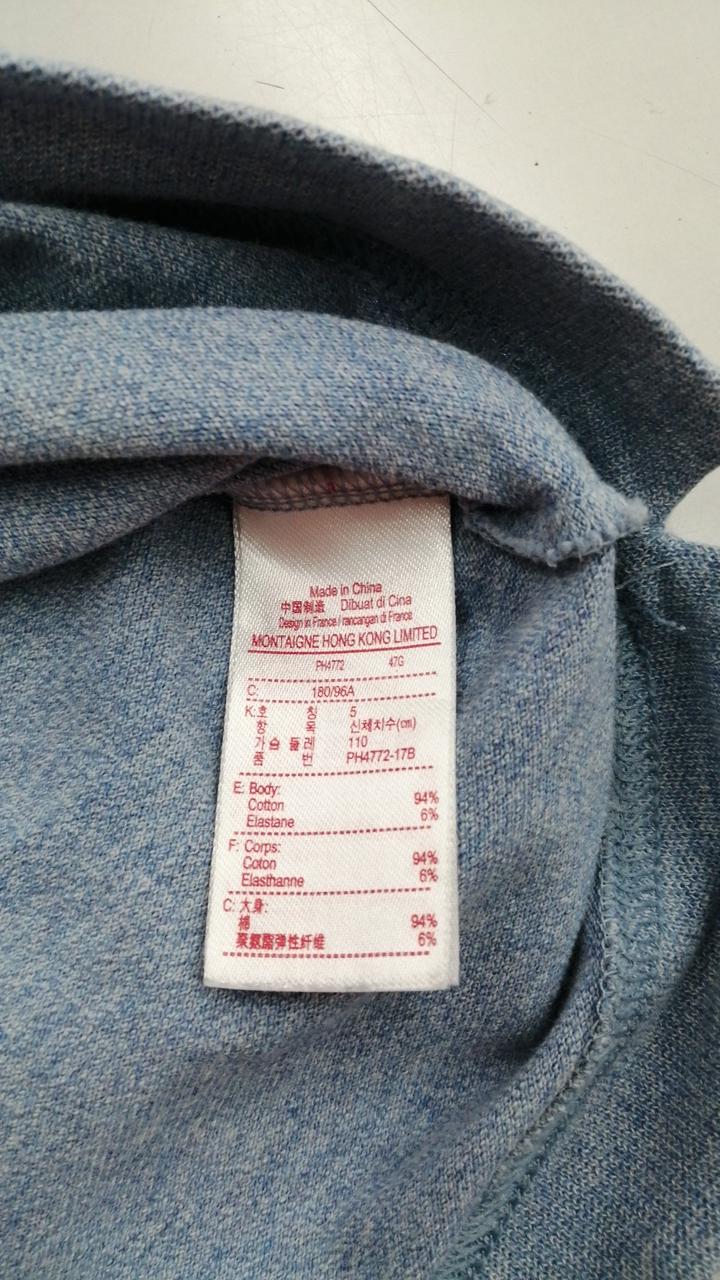 Made in China
中国制造 Dibuat di Cina
Design in France / rancangan di France
MONTAIGNE HONG KONG LIMITED
PH4772 47G
C: 180/96A
K:호 칭 5
항 목 신체치수(cm)
가슴 둘레 110
품 번 PH4772-17B
E: Body:
Cotton 94%
Elastane 6%
F: Corps:
Coton 94%
Elasthanne 6%
C: 大身:
棉 94%
聚氨酯弹性纤维 6%